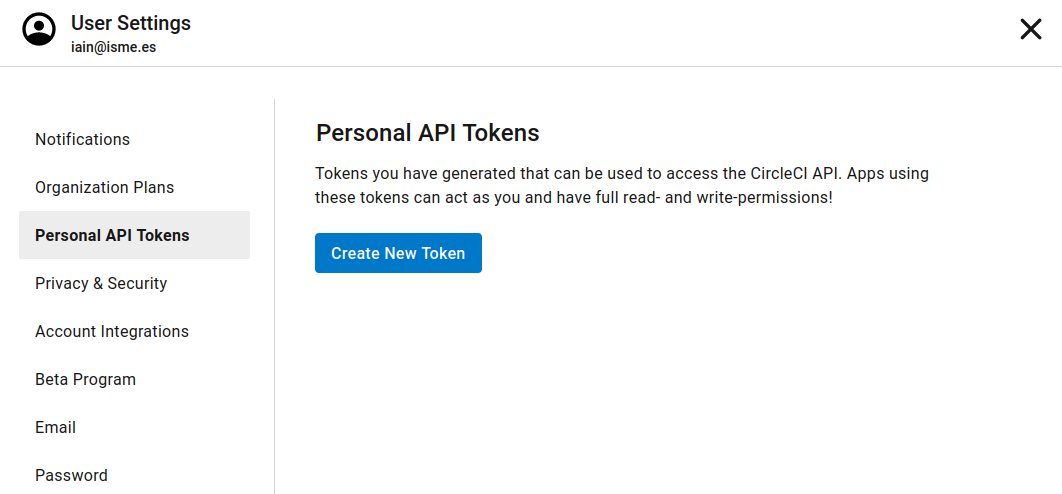 User Settings
iain@isme.es
Notifications
Organization Plans
Personal API Tokens
Privacy & Security
Account Integrations
Beta Program
Email
Password
Personal API Tokens
Tokens you have generated that can be used to access the CircleCI API. Apps using
these tokens can act as you and have full read- and write-permissions!
Create New Token